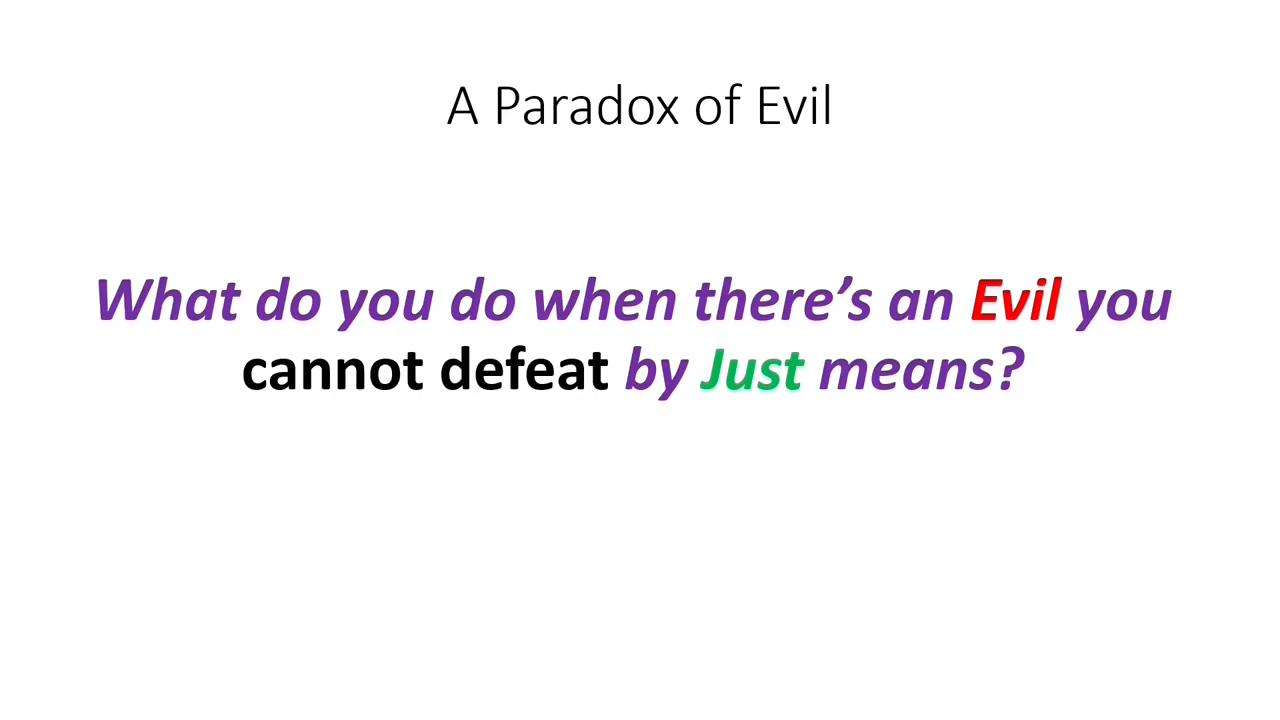 A Paradox of Evil
What do you do when there’s an Evil you
cannot defeat by Just means?